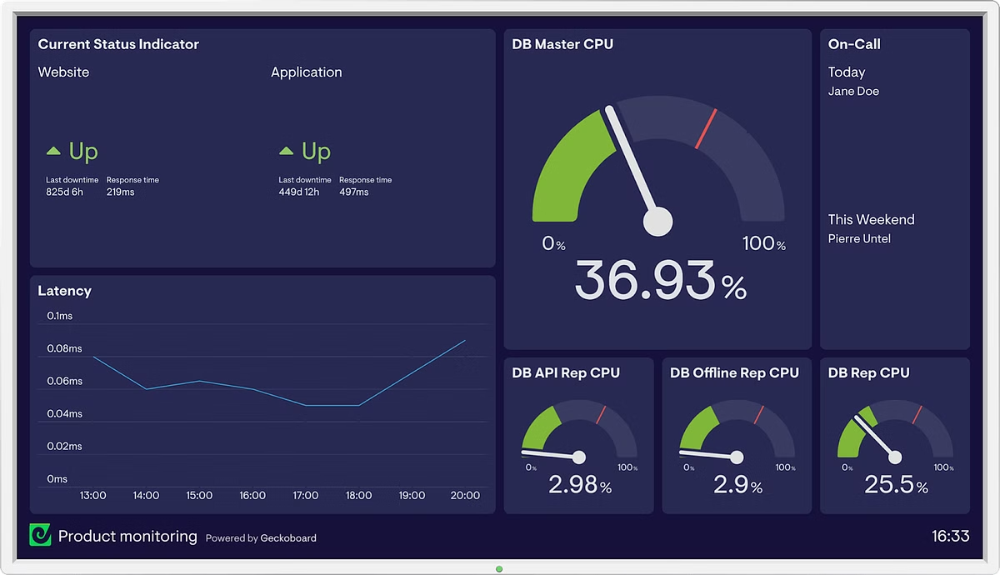 Current Status Indicator
Website
Application
Up
Up
Last downtime Response time
825d 6h 219ms
Last downtime Response time
449d 12h 497ms
Latency
0.1ms
0.08ms
0.06ms
0.04ms
0.02ms
0ms
13:00 14:00 15:00 16:00 17:00 18:00 19:00 20:00
DB Master CPU
0% 100%
36.93%
On-Call
Today
Jane Doe
This Weekend
Pierre Untel
DB API Rep CPU
0% 100%
2.98%
DB Offline Rep CPU
0% 100%
2.9%
DB Rep CPU
0% 100%
25.5%
Product monitoring Powered by Geckoboard
16:33